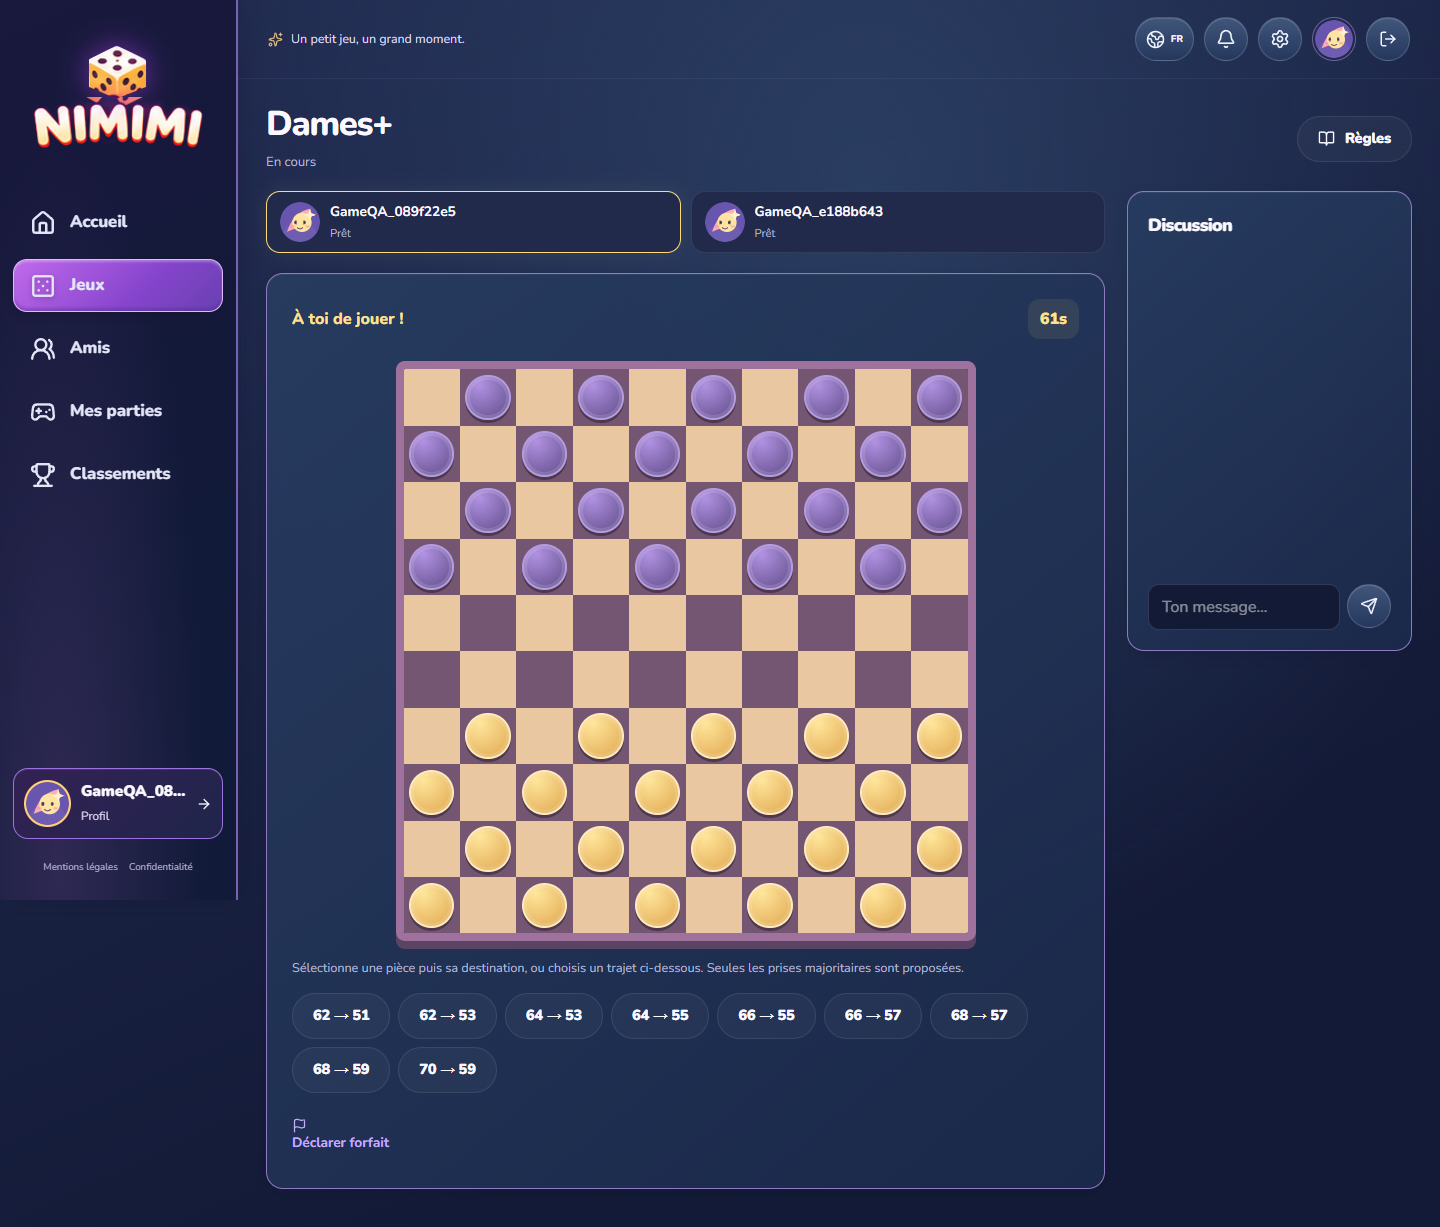 NIMIMI
Accueil
Jeux
Amis
Mes parties
Classements
GameQA_08...
Profil
Mentions légales Confidentialité
Un petit jeu, un grand moment.
FR
Dames+
En cours
Règles
GameQA_089f22e5
Prêt
GameQA_e188b643
Prêt
À toi de jouer !
61s
Sélectionne une pièce puis sa destination, ou choisis un trajet ci-dessous. Seules les prises majoritaires sont proposées.
62 → 51 62 → 53 64 → 53 64 → 55 66 → 55 66 → 57 68 → 57
68 → 59 70 → 59
Déclarer forfait
Discussion
Ton message...